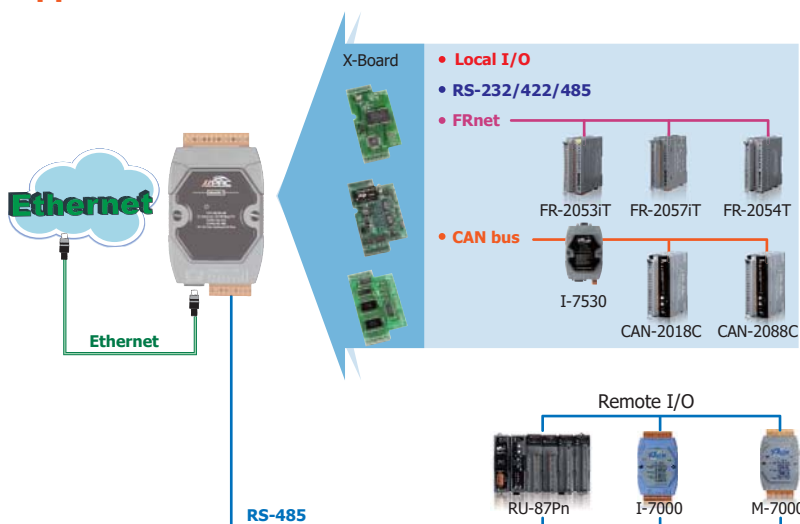 X-Board
• Local I/O
• RS-232/422/485
• FRnet
FR-2053iT FR-2057iT FR-2054T
• CAN bus
I-7530
CAN-2018C CAN-2088C
Ethernet
Ethernet
Remote I/O
RU-87Pn I-7000 M-7000
RS-485